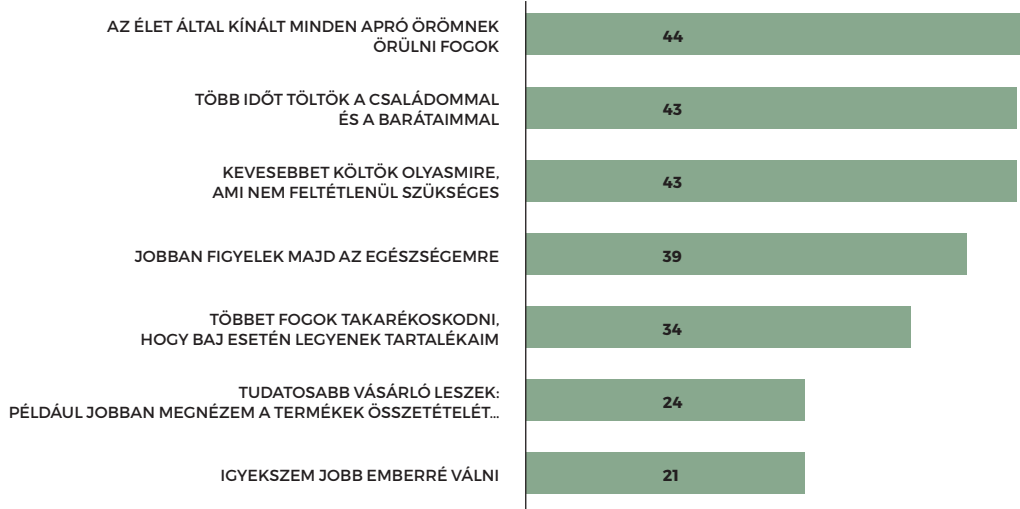 AZ ÉLET ÁLTAL KÍNÁLT MINDEN APRÓ ÖRÖMNEK
ÖRÜLNI FOGOK
44
TÖBB IDŐT TÖLTÖK A CSALÁDOMMAL
ÉS A BARÁTAIMMAL
43
KEVESEBBET KÖLTÖK OLYASMIRE,
AMI NEM FELTÉTLENÜL SZÜKSÉGES
43
JOBBAN FIGYELEK MAJD AZ EGÉSZSÉGEMRE
39
TÖBBET FOGOK TAKARÉKOSKODNI,
HOGY BAJ ESETÉN LEGYENEK TARTALÉKAIM
34
TUDATOSABB VÁSÁRLÓ LESZEK:
PÉLDÁUL JOBBAN MEGNÉZEM A TERMÉKEK ÖSSZETÉTELÉT...
24
IGYEKSZEM JOBB EMBERRÉ VÁLNI
21